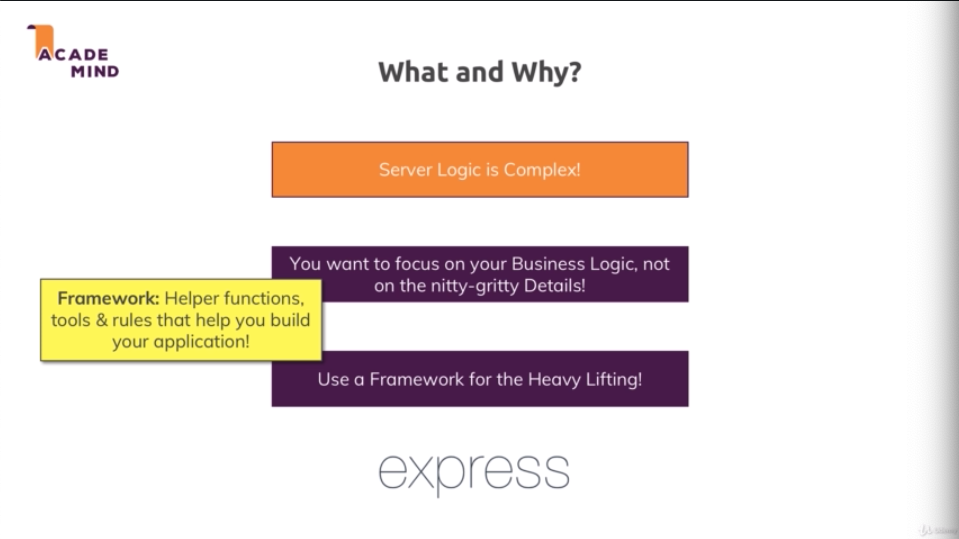 ACADE
MIND
What and Why?
Server Logic is Complex!
You want to focus on your Business Logic, not
on the nitty-gritty Details!
Framework: Helper functions,
tools & rules that help you build
your application!
Use a Framework for the Heavy Lifting!
express